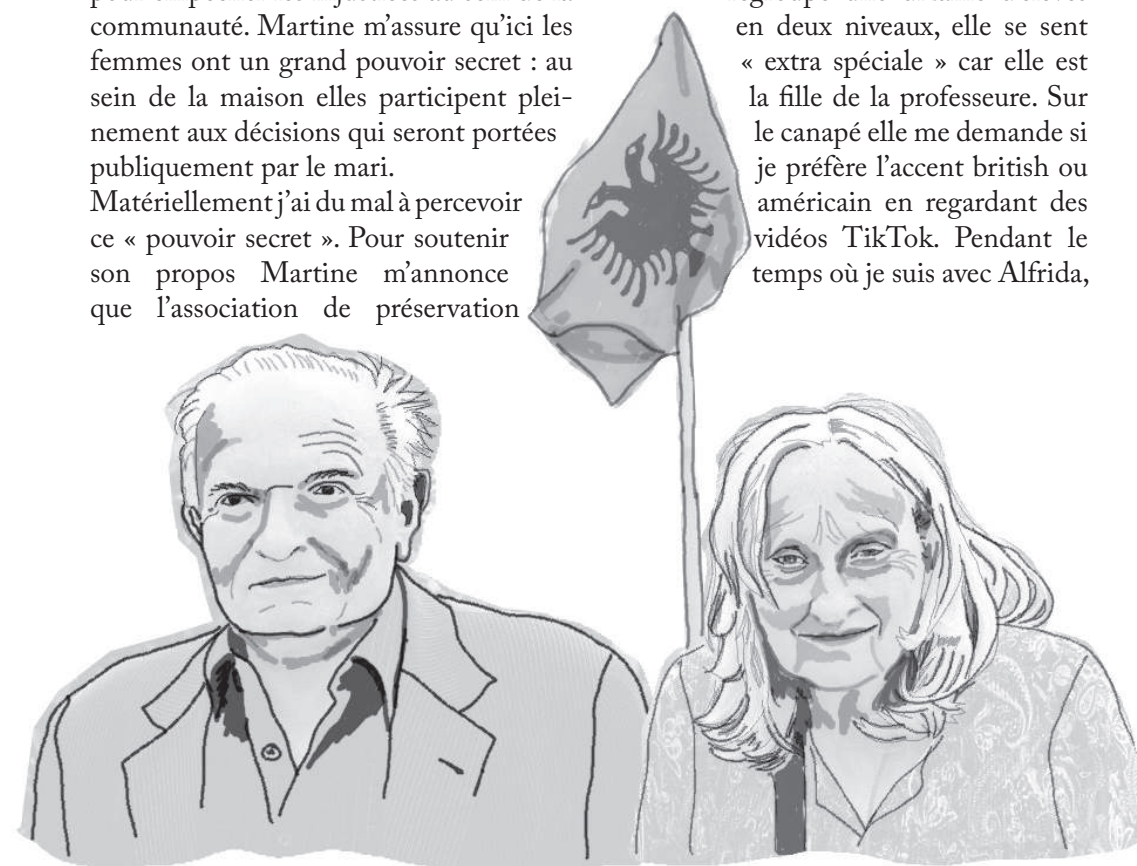 communauté. Martine m’assure qu’ici les
femmes ont un grand pouvoir secret : au
sein de la maison elles participent plei-
nement aux décisions qui seront portées
publiquement par le mari.
Matériellement j’ai du mal à percevoir
ce « pouvoir secret ». Pour soutenir
son propos Martine m’annonce
que l’association de préservation
en deux niveaux, elle se sent
« extra spéciale » car elle est
la fille de la professeure. Sur
le canapé elle me demande si
je préfère l’accent british ou
américain en regardant des
vidéos TikTok. Pendant le
temps où je suis avec Alfrida,